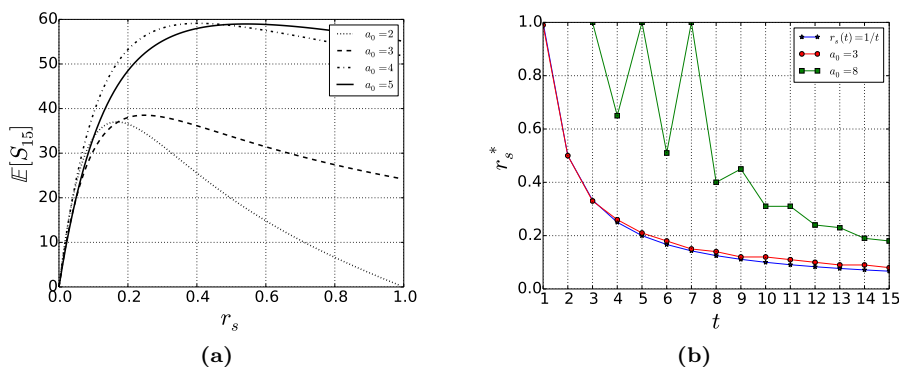 60
50
40
30
20
10
0
0.0 0.2 0.4 0.6 0.8 1.0
𝔼[S₁₅]
r_s
a₀ =2
a₀ =3
a₀ =4
a₀ =5
(a)
1.0
0.8
0.6
0.4
0.2
0.0
1 2 3 4 5 6 7 8 9 10 11 12 13 14 15
r_s*
t
r_s(t)=1/t
a₀ =3
a₀ =8
(b)